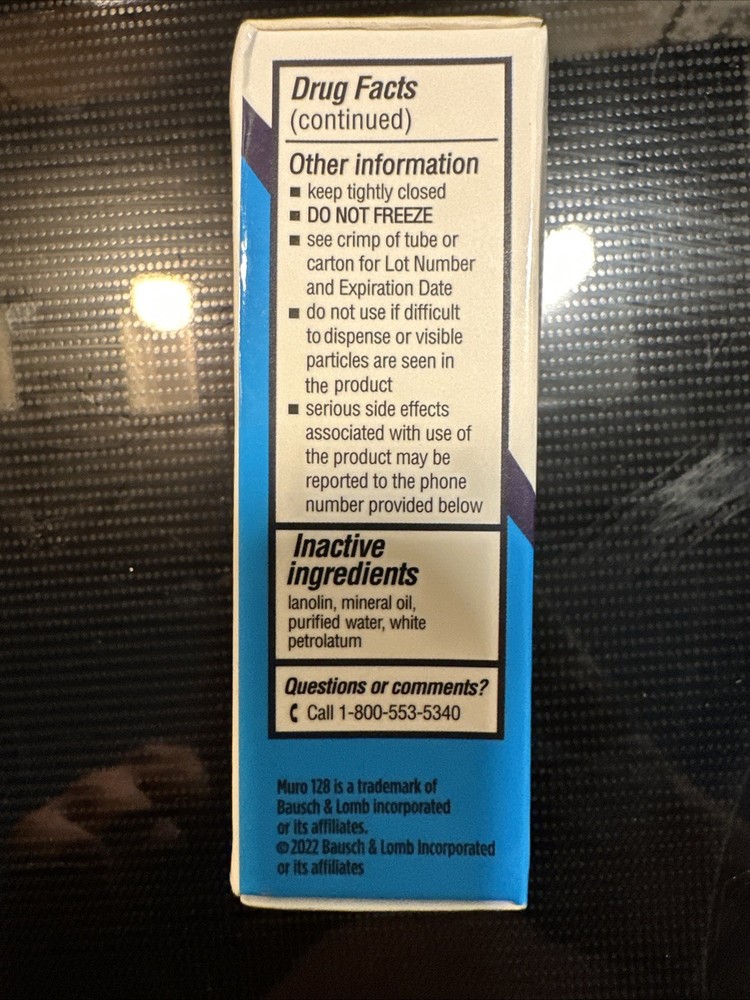 Drug Facts
(continued)
Other information
■ keep tightly closed
■ DO NOT FREEZE
■ see crimp of tube or
carton for Lot Number
and Expiration Date
■ do not use if difficult
to dispense or visible
particles are seen in
the product
■ serious side effects
associated with use of
the product may be
reported to the phone
number provided below
Inactive
ingredients
lanolin, mineral oil,
purified water, white
petrolatum
Questions or comments?
Call 1-800-553-5340
Muro 128 is a trademark of
Bausch & Lomb incorporated
or its affiliates.
©2022 Bausch & Lomb Incorporated
or its affiliates